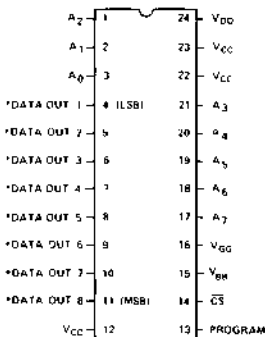 A2 1 24 VDD
A1 2 23 VCC
A0 3 22 VCC
*DATA OUT 1 4 (LSB) 21 A3
*DATA OUT 2 5 20 A4
*DATA OUT 3 6 19 A5
*DATA OUT 4 7 18 A6
*DATA OUT 5 8 17 A7
*DATA OUT 6 9 16 VGG
*DATA OUT 7 10 15 VBB
*DATA OUT 8 11 (MSB) 14 C̅S̅
VCC 12 13 PROGRAM